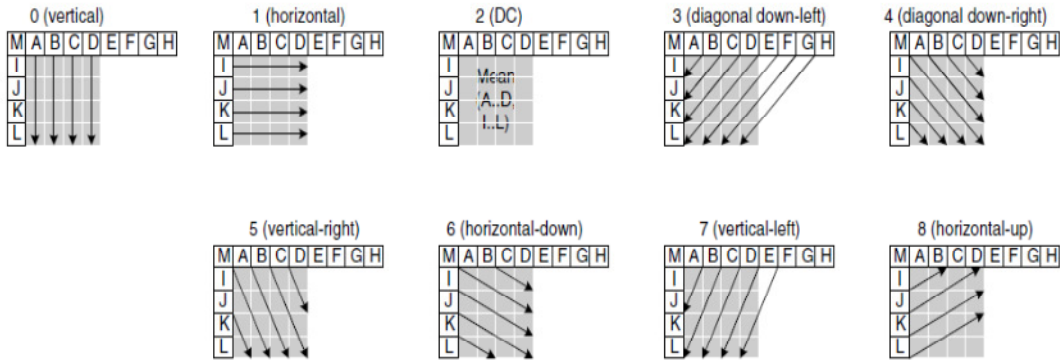 0 (vertical)
M A B C D E F G H
I
J
K
L
1 (horizontal)
M A B C D E F G H
I
J
K
L
2 (DC)
M A B C D E F G H
I
J
K
L
Mean
(A..D,
I..L)
3 (diagonal down-left)
M A B C D E F G H
I
J
K
L
4 (diagonal down-right)
M A B C D E F G H
I
J
K
L
5 (vertical-right)
M A B C D E F G H
I
J
K
L
6 (horizontal-down)
M A B C D E F G H
I
J
K
L
7 (vertical-left)
M A B C D E F G H
I
J
K
L
8 (horizontal-up)
M A B C D E F G H
I
J
K
L